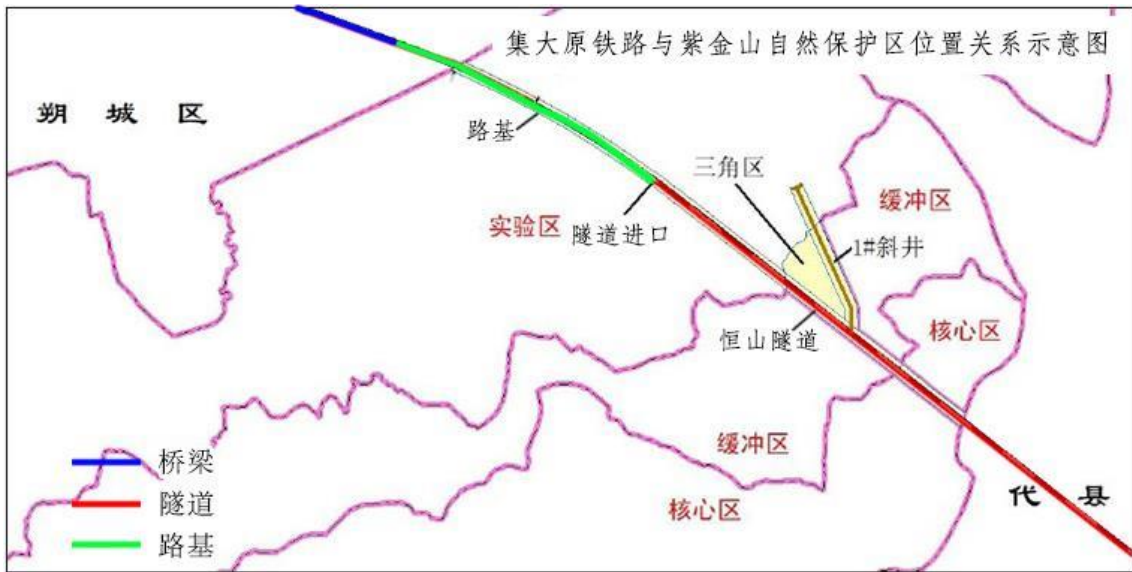 集大原铁路与紫金山自然保护区位置关系示意图
朔城区
路基
三角区
缓冲区
实验区
隧道进口
1#斜井
恒山隧道
核心区
缓冲区
核心区
代县
桥梁
隧道
路基